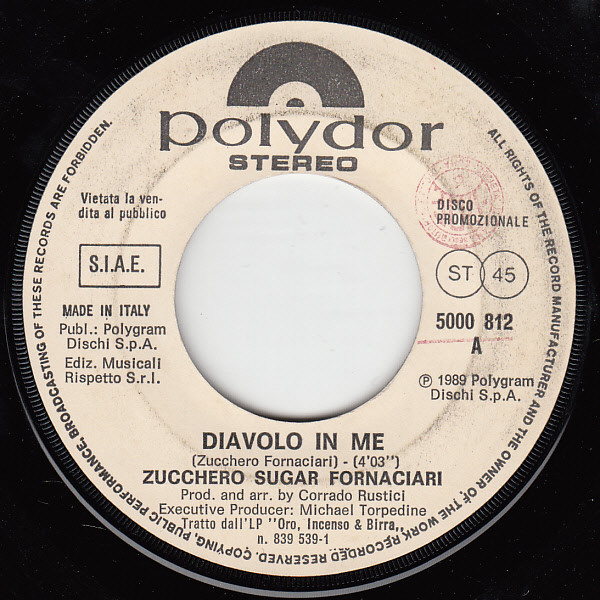 polydor
STEREO
Vietata la ven-
dita al pubblico
DISCO
PROMOZIONALE
S.I.A.E.
ST 45
MADE IN ITALY
Publ.: Polygram
Dischi S.p.A.
Ediz. Musicali
Rispetto S.r.l.
5000 812
A
℗ 1989 Polygram
Dischi S.p.A.
DIAVOLO IN ME
(Zucchero Fornaciari) - (4'03'')
ZUCCHERO SUGAR FORNACIARI
Prod. and arr. by Corrado Rustici
Executive Producer: Michael Torpedine
Tratto dall'LP ''Oro, Incenso & Birra,,
n. 839 539-1
ALL RIGHTS OF THE RECORD MANUFACTURER AND THE OWNER OF THE WORK RECORDED RESERVED. COPYING, PUBLIC PERFORMANCE, BROADCASTING OF THESE RECORDS ARE FORBIDDEN.